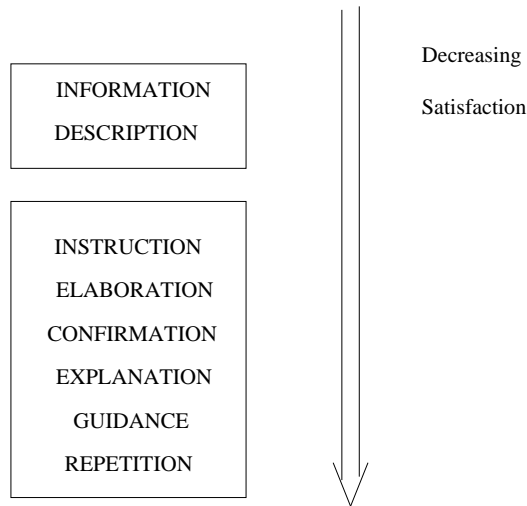 Decreasing
Satisfaction
INFORMATION
DESCRIPTION
INSTRUCTION
ELABORATION
CONFIRMATION
EXPLANATION
GUIDANCE
REPETITION